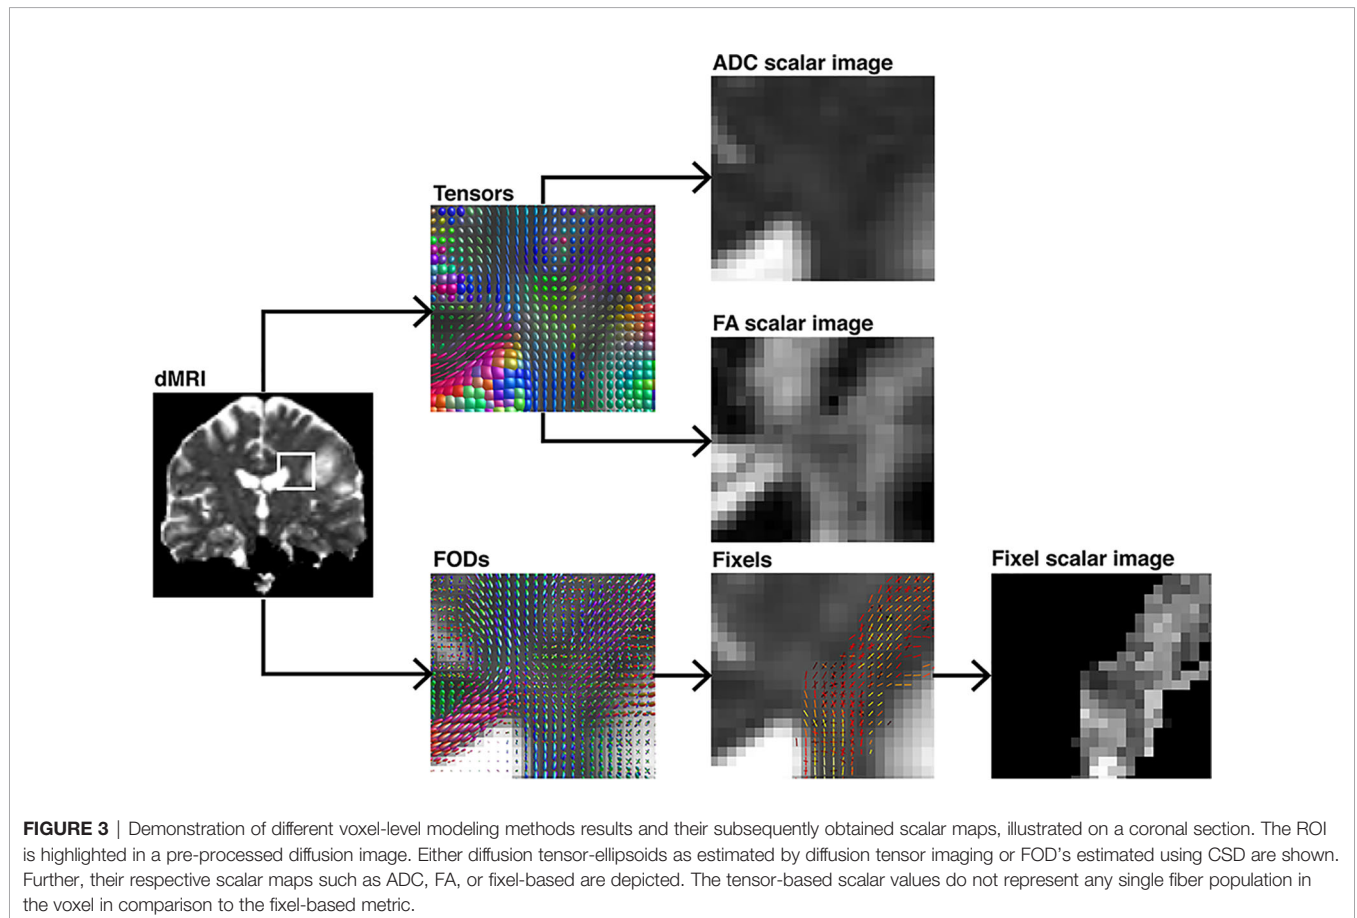 ADC scalar image
Tensors
FA scalar image
dMRI
FODs
Fixels
Fixel scalar image
FIGURE 3 | Demonstration of different voxel-level modeling methods results and their subsequently obtained scalar maps, illustrated on a coronal section. The ROI
is highlighted in a pre-processed diffusion image. Either diffusion tensor-ellipsoids as estimated by diffusion tensor imaging or FOD's estimated using CSD are shown.
Further, their respective scalar maps such as ADC, FA, or fixel-based are depicted. The tensor-based scalar values do not represent any single fiber population in
the voxel in comparison to the fixel-based metric.